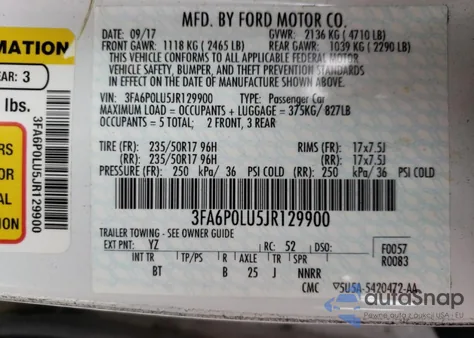 MFD. BY FORD MOTOR CO.
DATE: 09/17 GVWR: 2136 KG (4710 LB)
FRONT GAWR: 1118 KG (2465 LB) REAR GAWR: 1039 KG (2290 LB)
THIS VEHICLE CONFORMS TO ALL APPLICABLE FEDERAL MOTOR
VEHICLE SAFETY, BUMPER, AND THEFT PREVENTION STANDARDS
IN EFFECT ON THE DATE OF MANUFACTURE SHOWN ABOVE.
VIN: 3FA6P0LU5JR129900 TYPE: Passenger Car
MAXIMUM LOAD = OCCUPANTS + LUGGAGE = 375KG/ 827LB
OCCUPANTS = 5 TOTAL; 2 FRONT, 3 REAR
TIRE (FR): 235/50R17 96H RIMS (FR): 17x7.5J
(RR): 235/50R17 96H (RR): 17x7.5J
PRESSURE (FR) 250 kPa/ 36 PSI COLD (RR) 250 kPa/ 36 PSI COLD
3FA6P0LU5JR129900
TRAILER TOWING - SEE OWNER GUIDE
EXT PNT: YZ RC: 52 DSO: F0057
R0083
INT TR TP/PS R AXLE TR SPR
BT B 25 J NNRR
CMC SU5A-5420472-AA
MATION
EAR: 3
lbs.
3FA6P0LU5JR129900
ERS
OR
autoSnap